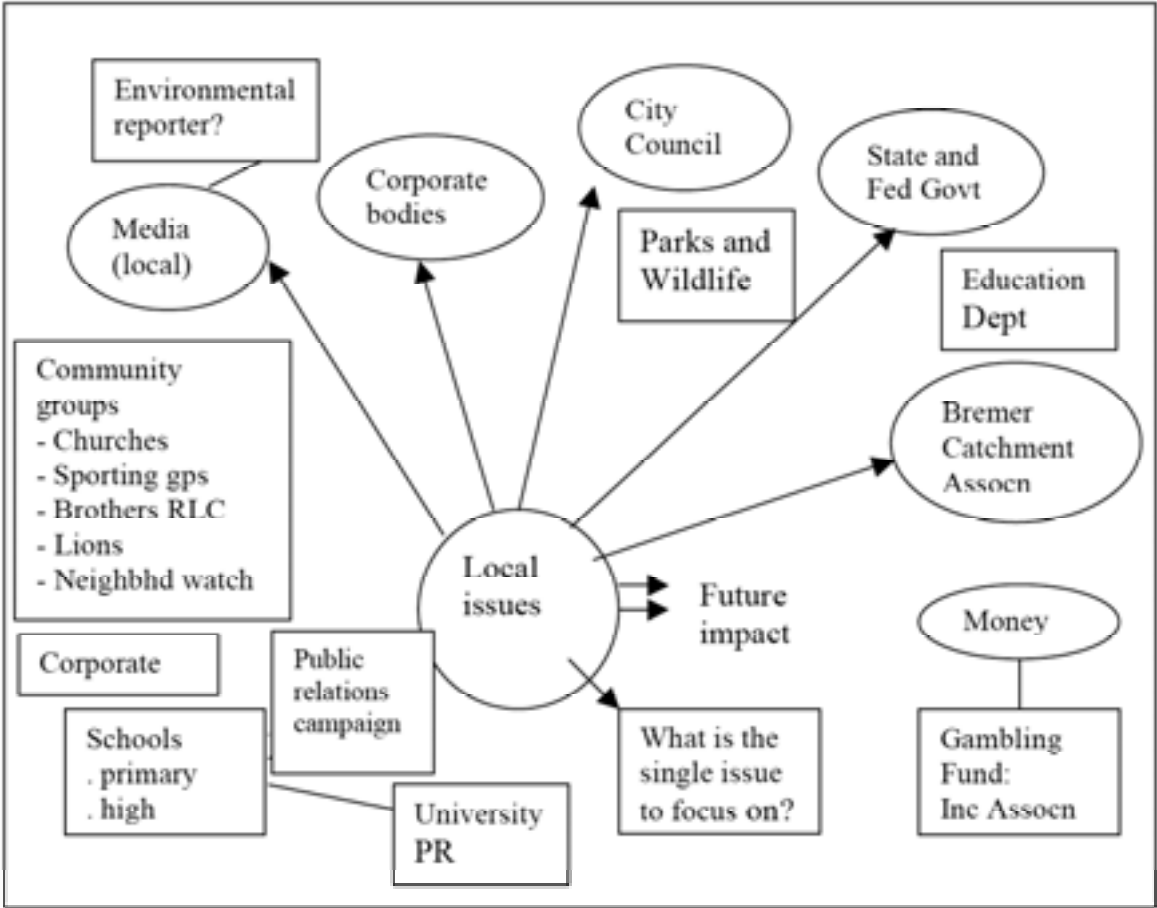 Environmental
reporter?
City
Council
State and
Fed Govt
Corporate
bodies
Media
(local)
Parks and
Wildlife
Education
Dept
Community
groups
- Churches
- Sporting gps
- Brothers RLC
- Lions
- Neighbhd watch
Bremer
Catchment
Assocn
Local
issues
Future
impact
Money
Corporate
Public
relations
campaign
Schools
. primary
. high
What is the
single issue
to focus on?
Gambling
Fund:
Inc Assocn
University
PR